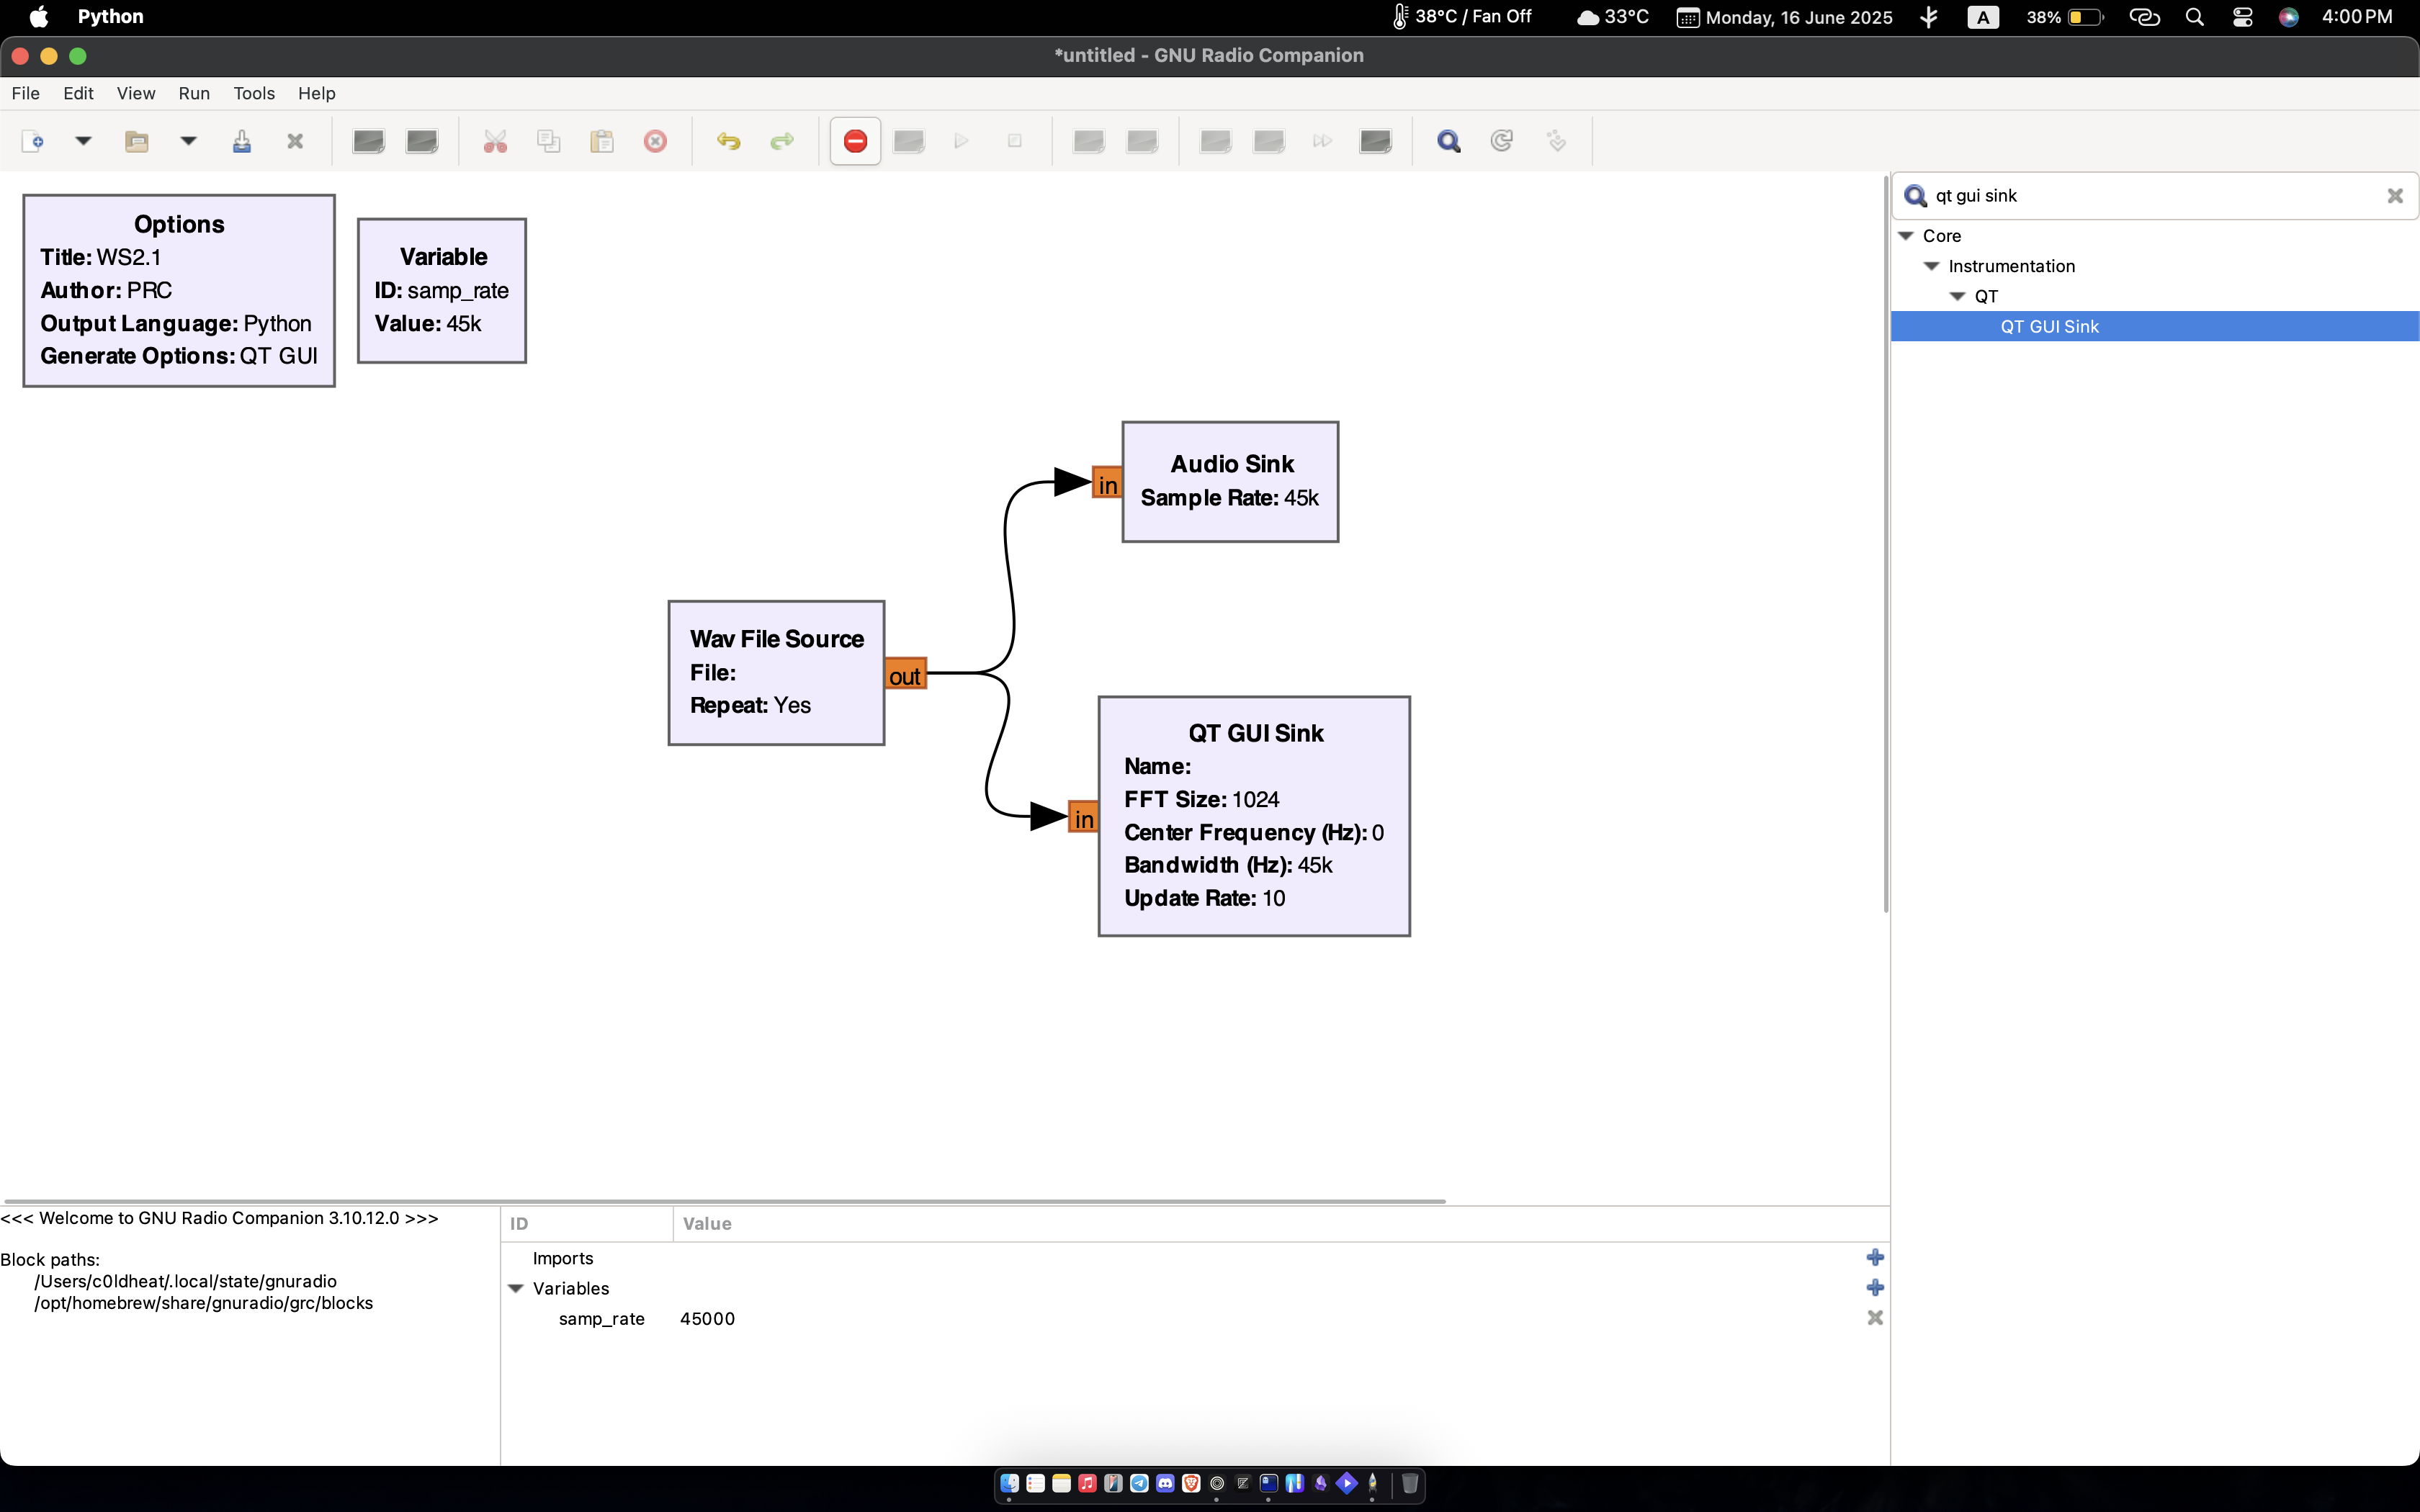 Python
38°C / Fan Off
33°C
Monday, 16 June 2025
A
38%
4:00 PM
*untitled - GNU Radio Companion
File Edit View Run Tools Help
Options
Title: WS2.1
Author: PRC
Output Language: Python
Generate Options: QT GUI
Variable
ID: samp_rate
Value: 45k
Audio Sink
Sample Rate: 45k
in
Wav File Source
File:
Repeat: Yes
out
QT GUI Sink
Name:
FFT Size: 1024
Center Frequency (Hz): 0
Bandwidth (Hz): 45k
Update Rate: 10
in
qt gui sink
Core
Instrumentation
QT
QT GUI Sink
<<< Welcome to GNU Radio Companion 3.10.12.0 >>>
Block paths:
/Users/c0ldheat/.local/state/gnuradio
/opt/homebrew/share/gnuradio/grc/blocks
ID Value
Imports
Variables
samp_rate 45000